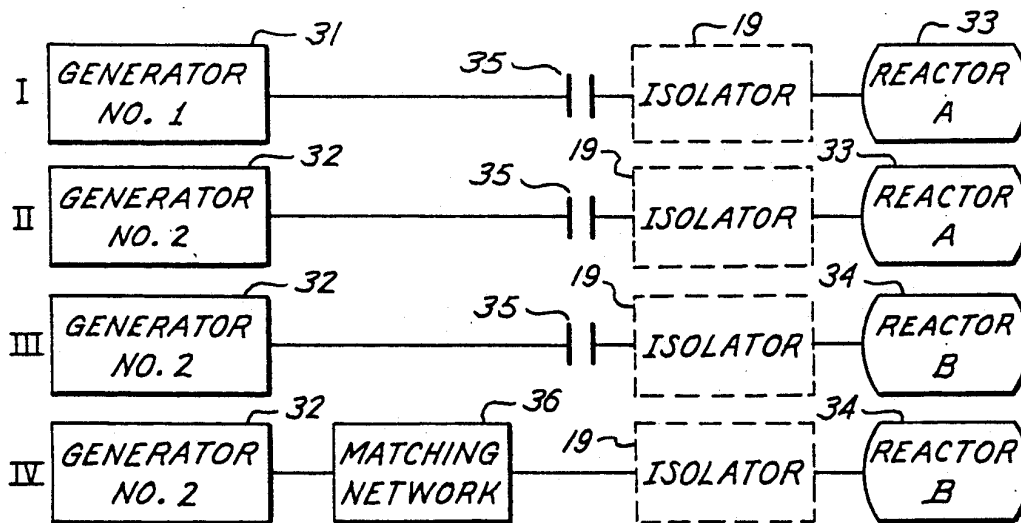 31
19
33
I
GENERATOR
NO. 1
35
ISOLATOR
REACTOR
A
32
19
33
II
GENERATOR
NO. 2
35
ISOLATOR
REACTOR
A
32
19
34
III
GENERATOR
NO. 2
35
ISOLATOR
REACTOR
B
32
36
34
IV
GENERATOR
NO. 2
MATCHING
NETWORK
19
ISOLATOR
REACTOR
B